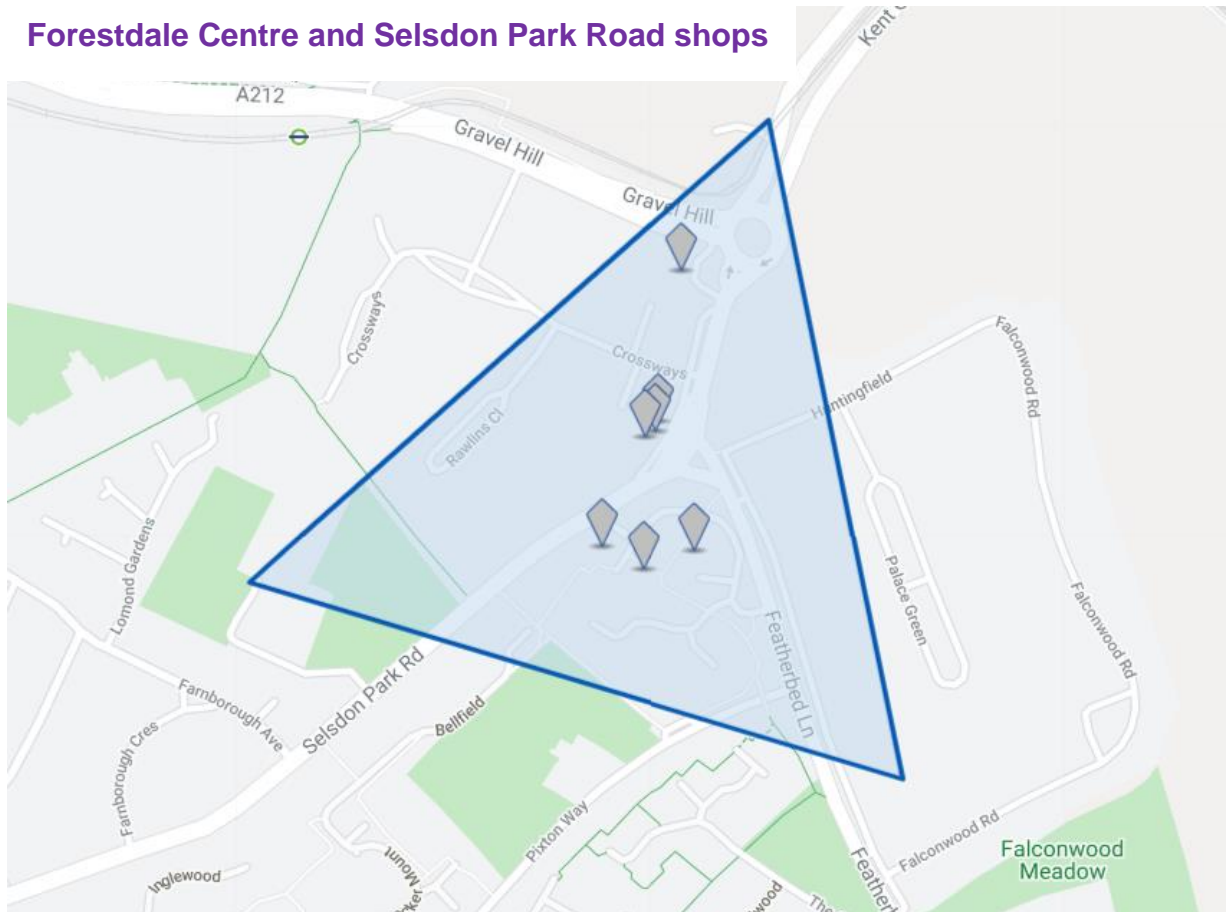 Forestdale Centre and Selsdon Park Road shops
Kent
A212
Gravel Hill
Gravel Hill
Crossways
Crossways
Falconwood Rd
Huntingfield
Rawlins Cl
Lomond Gardens
Palace Green
Falconwood Rd
Featherbed Ln
Selsdon Park Rd
Farnborough Ave
Bellfield
Farnborough Cres
Pixton Way
Falconwood Rd
Falconwood
Meadow
Inglewood
Mount